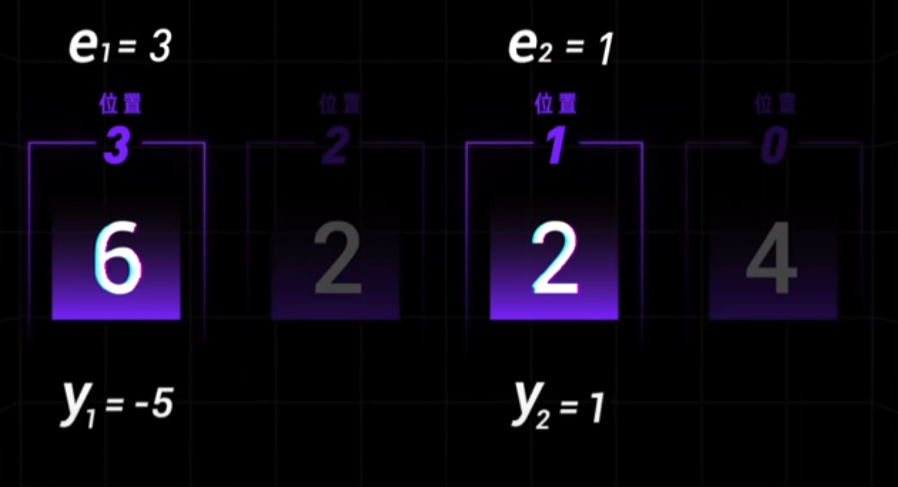 e₁ = 3 e₂ = 1
位置 位置 位置 位置
3 2 1 0
6 2 2 4
y₁ = -5 y₂ = 1